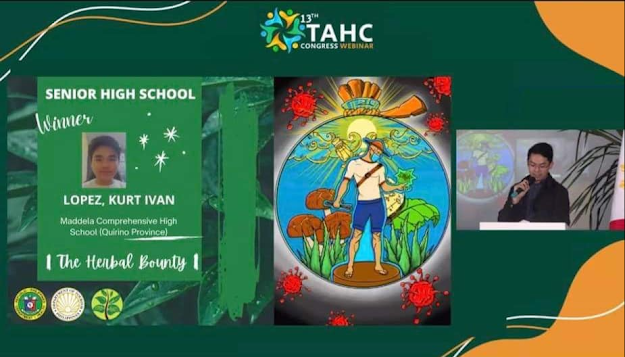 13TH
TAHC
CONGRESS WEBINAR
SENIOR HIGH SCHOOL
Winner
LOPEZ, KURT IVAN
Maddela Comprehensive High
School (Quirino Province)
The Herbal Bounty